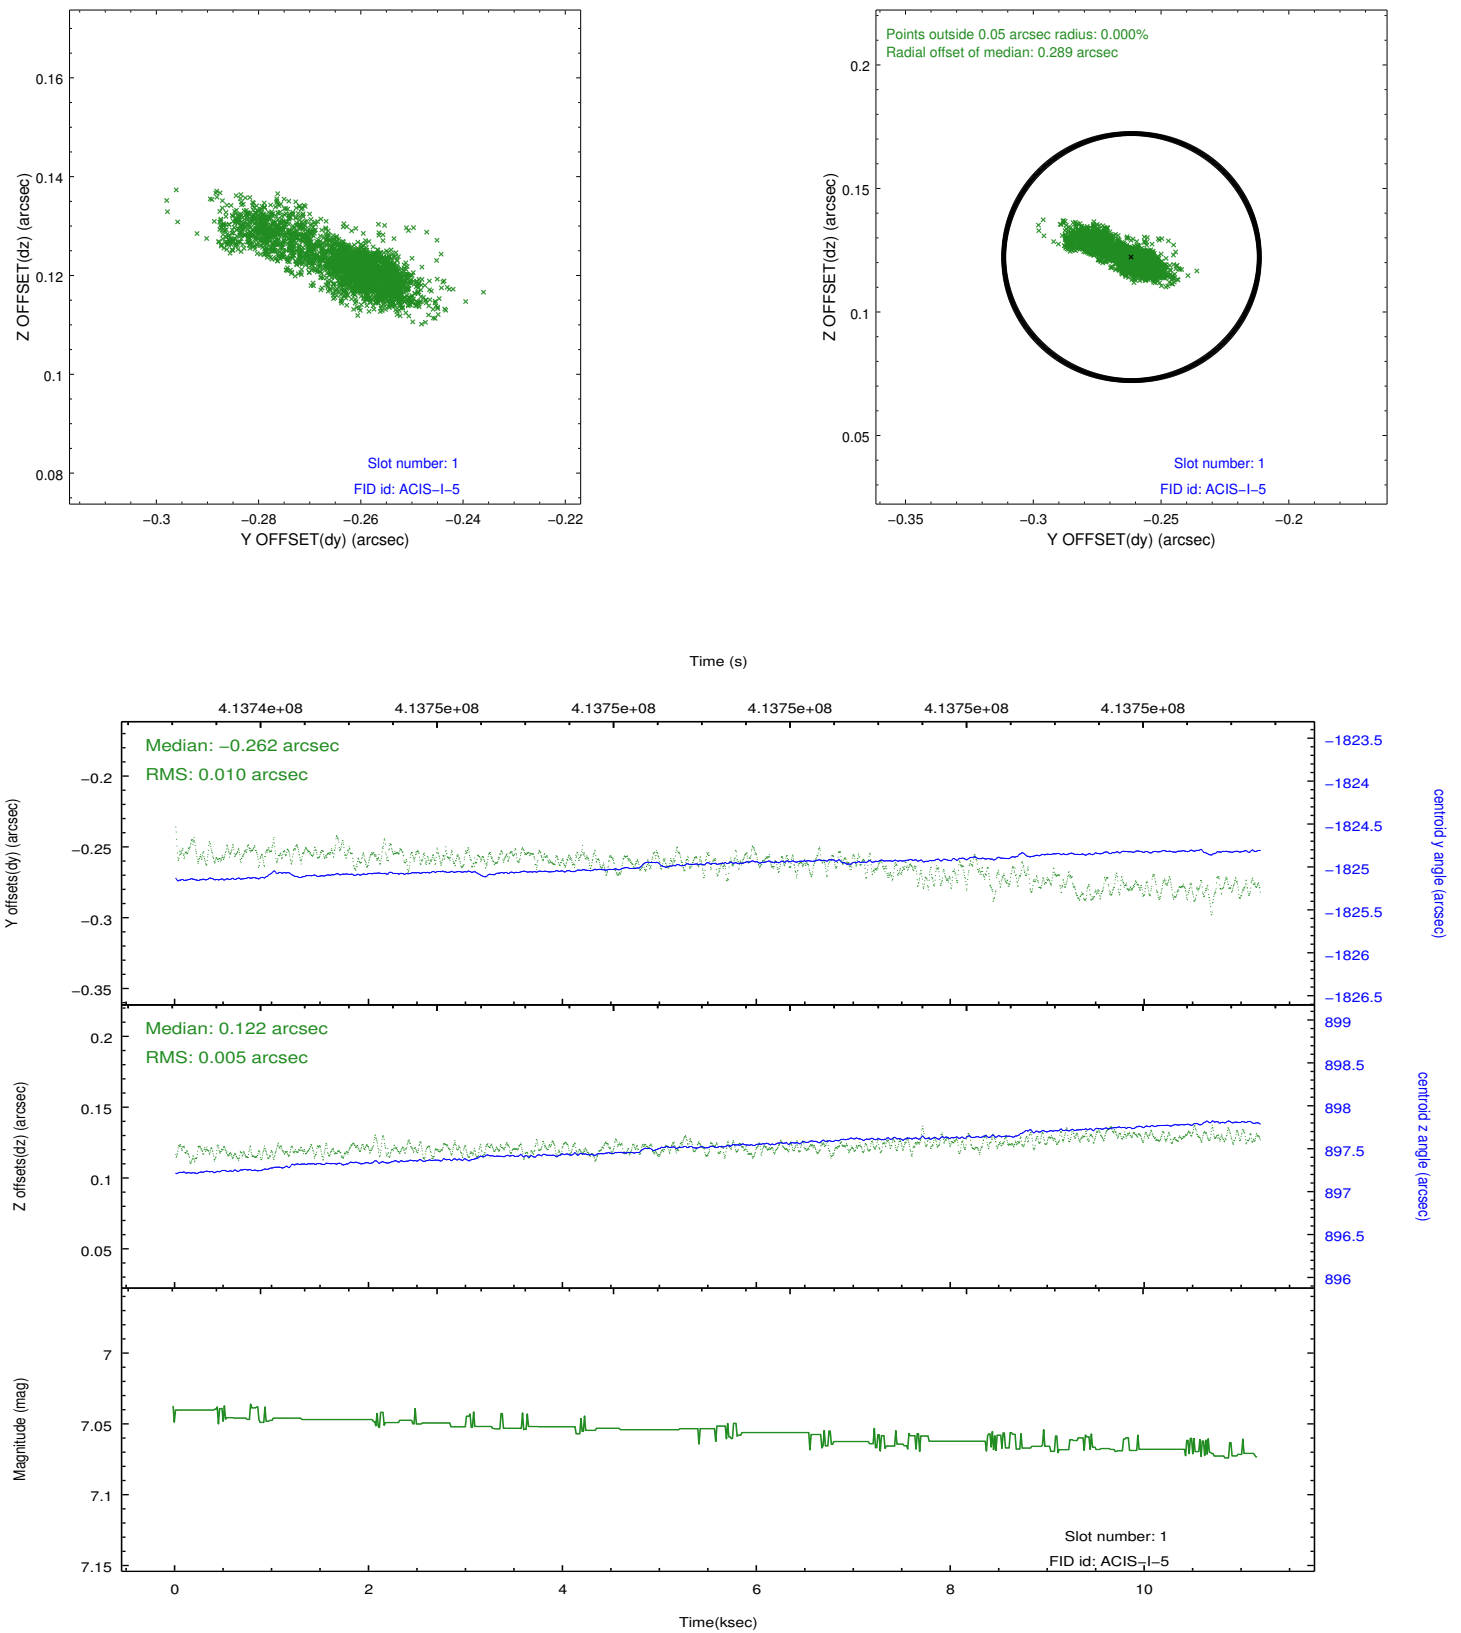 0.16
0.14
0.12
0.1
0.08
Z OFFSET(dz) (arcsec)
Slot number: 1
FID id: ACIS−I−5
−0.3 −0.28 −0.26 −0.24 −0.22
Y OFFSET(dy) (arcsec)
Points outside 0.05 arcsec radius: 0.000%
Radial offset of median: 0.289 arcsec
0.2
0.15
0.1
0.05
Z OFFSET(dz) (arcsec)
Slot number: 1
FID id: ACIS−I−5
−0.35 −0.3 −0.25 −0.2
Y OFFSET(dy) (arcsec)
Time (s)
4.1374e+08 4.1375e+08 4.1375e+08 4.1375e+08 4.1375e+08 4.1375e+08
Median: −0.262 arcsec
RMS: 0.010 arcsec
−0.2
−0.25
−0.3
−0.35
Y offsets(dy) (arcsec)
−1823.5
−1824
−1824.5
−1825
−1825.5
−1826
−1826.5
centroid y angle (arcsec)
Median: 0.122 arcsec
RMS: 0.005 arcsec
0.2
0.15
0.1
0.05
Z offsets(dz) (arcsec)
899
898.5
898
897.5
897
896.5
896
centroid z angle (arcsec)
7
7.05
7.1
7.15
Magnitude (mag)
Slot number: 1
FID id: ACIS−I−5
0 2 4 6 8 10
Time(ksec)